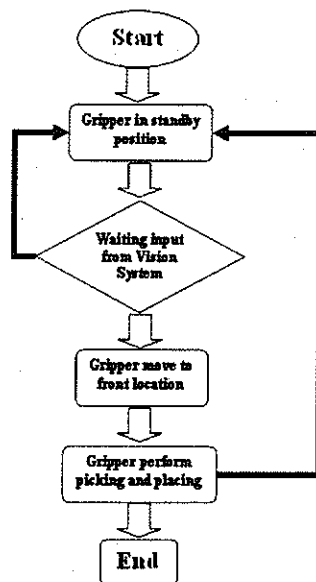 Start
Gripper in standby
position
Waiting input
from Vision
System
Gripper move to
front location
Gripper perform
picking and placing
End